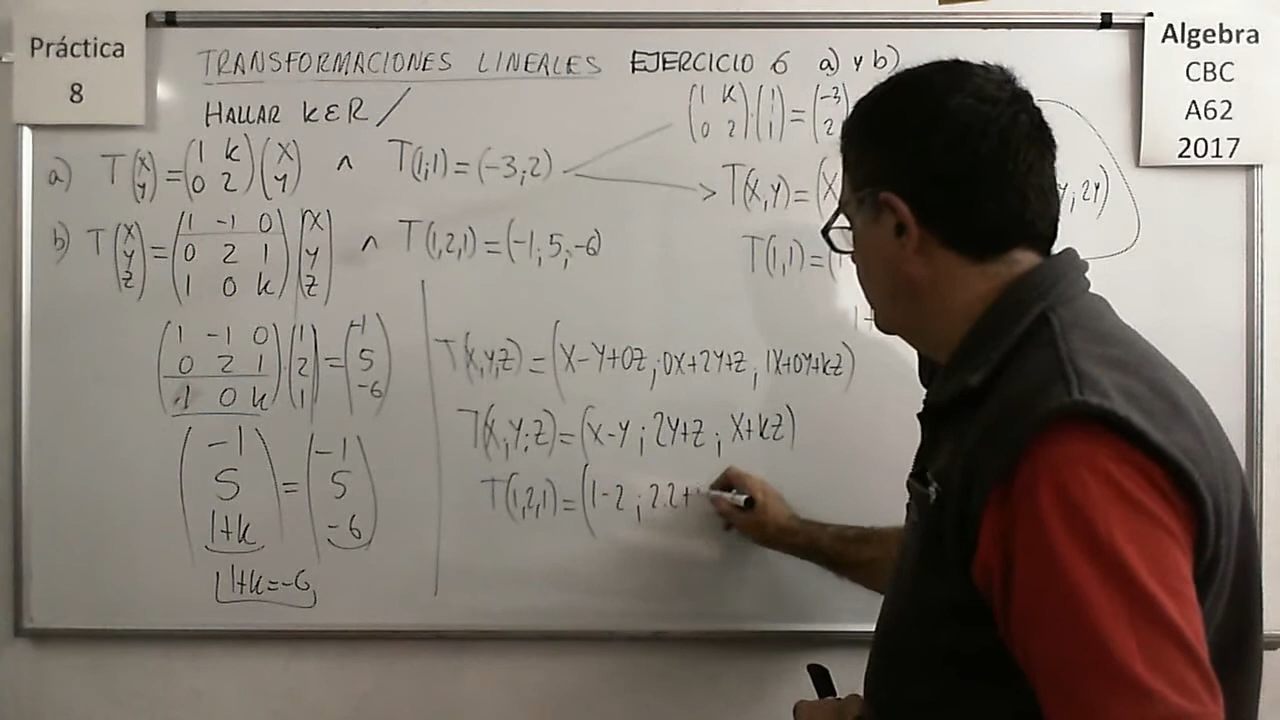 Práctica
8
Algebra
CBC
A62
2017
TRANSFORMACIONES LINEALES EJERCICIO 6 a) y b)
HALLAR K∈R /
a) T(x y) = (1 k 0 2)(x y) ∧ T(1;1)=(-3;2)
(1 k 0 2)·(1 1)=(-3 2)
T(X,Y)=(X ; 2Y)
T(1,1)=(
1+
b) T(x y z) = (1 -1 0 0 2 1 1 0 k)(x y z) ∧ T(1,2,1)=(-1;5;-6)
(1 -1 0 0 2 1 1 0 k)·(1 2 1)=(-1 5 -6)
(-1 5 1+k)=(-1 5 -6)
1+k=-6
T(X,Y;Z)=(X-Y+0Z;0X+2Y+Z;1X+0Y+kZ)
T(X,Y;Z)=(X-Y;2Y+Z;X+kZ)
T(1,2,1)=(1-2;2.2+